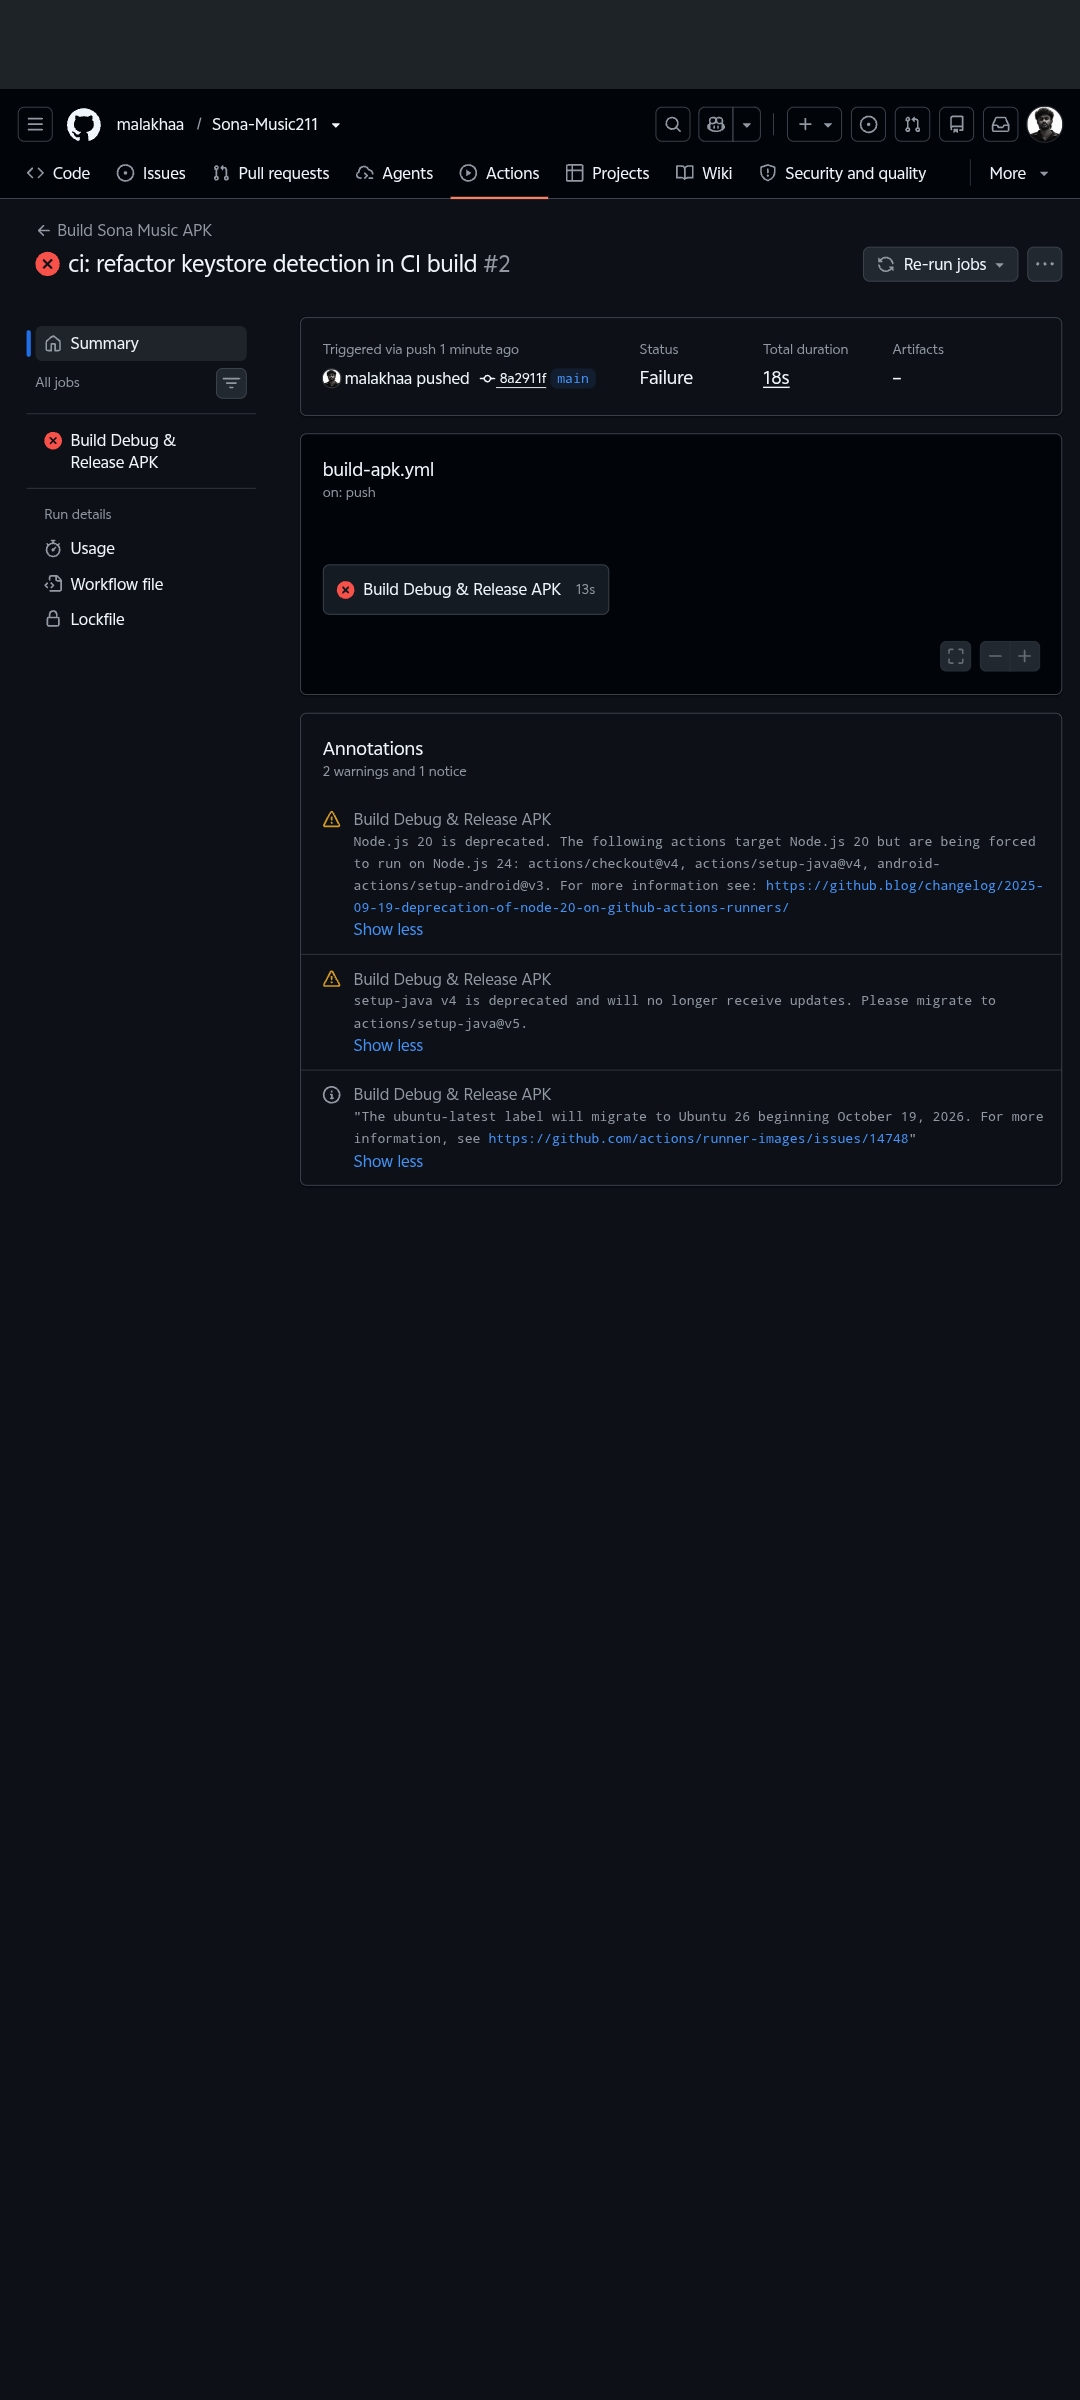 malakhaa / Sona-Music211
Code Issues Pull requests Agents Actions Projects Wiki Security and quality More
Build Sona Music APK
ci: refactor keystore detection in CI build #2
Re-run jobs
Summary
All jobs
Build Debug &
Release APK
Run details
Usage
Workflow file
Lockfile
Triggered via push 1 minute ago
malakhaa pushed 8a2911f main
Status
Failure
Total duration
18s
Artifacts
–
build-apk.yml
on: push
Build Debug & Release APK 13s
Annotations
2 warnings and 1 notice
Build Debug & Release APK
Node.js 20 is deprecated. The following actions target Node.js 20 but are being forced
to run on Node.js 24: actions/checkout@v4, actions/setup-java@v4, android-
actions/setup-android@v3. For more information see: https://github.blog/changelog/2025-
09-19-deprecation-of-node-20-on-github-actions-runners/
Show less
Build Debug & Release APK
setup-java v4 is deprecated and will no longer receive updates. Please migrate to
actions/setup-java@v5.
Show less
Build Debug & Release APK
"The ubuntu-latest label will migrate to Ubuntu 26 beginning October 19, 2026. For more
information, see https://github.com/actions/runner-images/issues/14748"
Show less